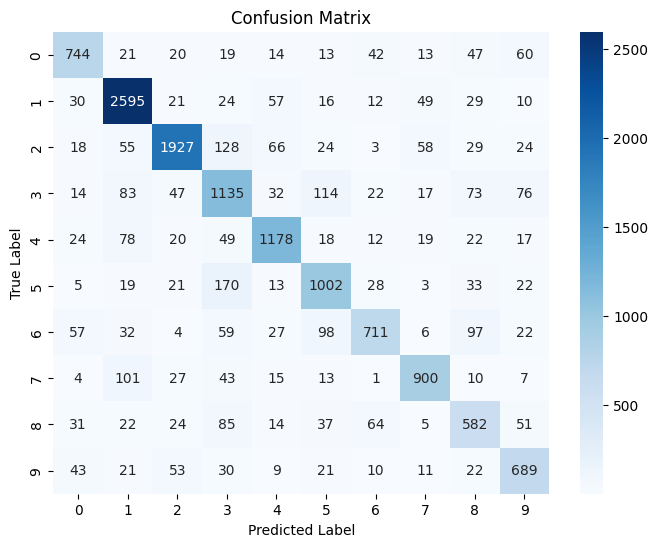 Confusion Matrix
0 744 21 20 19 14 13 42 13 47 60
1 30 2595 21 24 57 16 12 49 29 10
2 18 55 1927 128 66 24 3 58 29 24
3 14 83 47 1135 32 114 22 17 73 76
4 24 78 20 49 1178 18 12 19 22 17
5 5 19 21 170 13 1002 28 3 33 22
6 57 32 4 59 27 98 711 6 97 22
7 4 101 27 43 15 13 1 900 10 7
8 31 22 24 85 14 37 64 5 582 51
9 43 21 53 30 9 21 10 11 22 689
0 1 2 3 4 5 6 7 8 9
Predicted Label
True Label
2500
2000
1500
1000
500